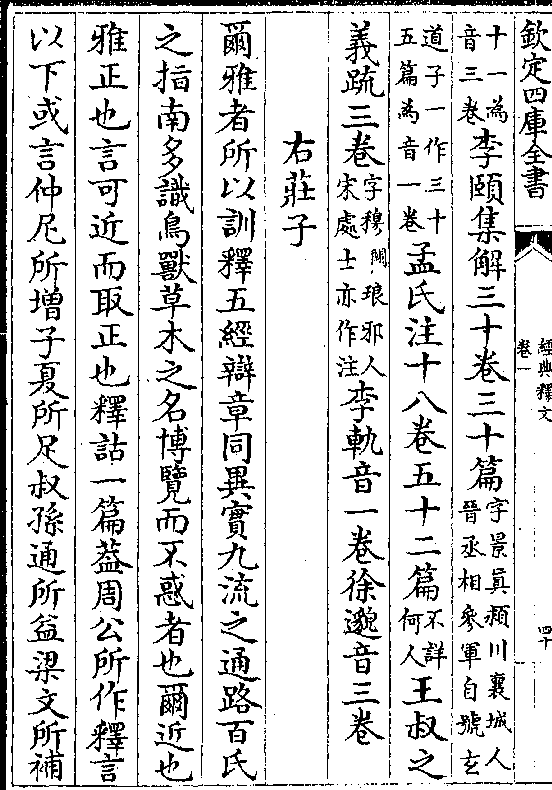 欽定四庫全書
經典釋文
卷一
四十
十一為
音三卷
李頤集解三十卷三十篇
字景真潁川襄城人
晉丞相參軍自號玄
道子一作三十
五篇為音一卷
孟氏注十八卷五十二篇
不詳
何人
王叔之
義䟽三卷
字穆䦨琅邪人
宋處士亦作注
李軌音一卷徐邈音三卷
右莊子
爾雅者所以訓釋五經辯章同異實九流之通路百氏
之指南多識鳥獸草木之名博覽而不惑者也爾近也
雅正也言可近而取正也釋詁一篇葢周公所作釋言
以下或言仲尼所增子夏所足叔孫通所益梁文所補